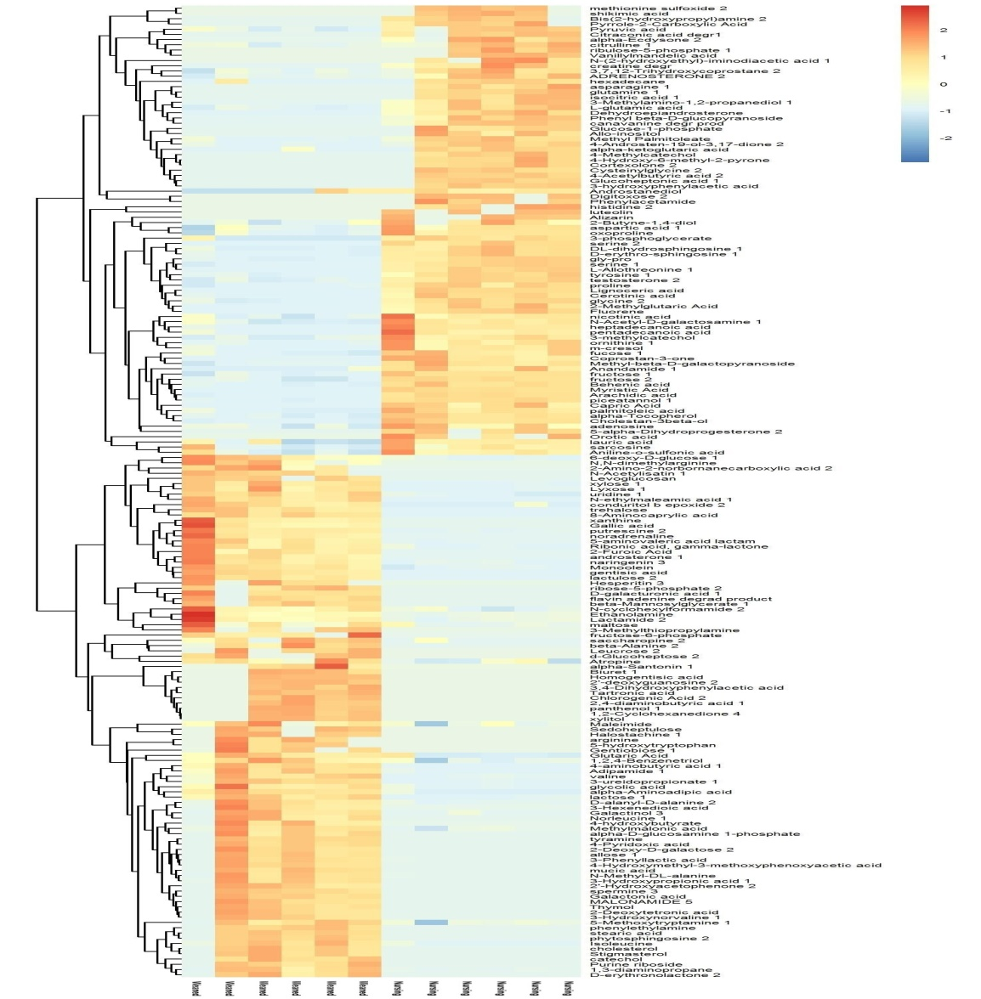 methionine sulfoxide 2
shikimic acid
Bis(2-hydroxypropyl)amine 2
Pyrrole-2-Carboxylic Acid
Pyruvic acid
Citraconic acid degr1
alpha-Ecdysone 2
citrulline 1
ribulose-5-phosphate 1
Vanillylmandelic acid
N-(2-hydroxyethyl)-iminodiacetic acid 1
creatine degr
3,7,12-Trihydroxycoprostane 2
ADRENOSTERONE 2
hexadecane
asparagine 1
glutamine 1
isocitric acid 1
3-Methylamino-1,2-propanediol 1
L-glutamic acid
Dehydroepiandrosterone
Phenyl beta-D-glucopyranoside
canavanine degr prod
Glucose-1-phosphate
Allo-inositol
Methyl Palmitoleate
4-Androsten-19-ol-3,17-dione 2
alpha-ketoglutaric acid
4-Methylcatechol
4-Hydroxy-6-methyl-2-pyrone
Cortexolone 2
Cysteinylglycine 2
4-Acetylbutyric acid 2
Glucoheptonic acid 1
3-hydroxyphenylacetic acid
Androstanediol
Digitoxose 2
Phenylacetamide
histidine 2
luteolin
Alizarin
2-Butyne-1,4-diol
aspartic acid 1
oxoproline
3-phosphoglycerate
serine 2
DL-dihydrosphingosine 1
D-erythro-sphingosine 1
gly-pro
serine 1
L-Allothreonine 1
tyrosine 1
testosterone 2
proline
Lignoceric acid
Cerotinic acid
glycine 2
2-Methylglutaric Acid
Fluorene
nicotinic acid
N-Acetyl-D-galactosamine 1
heptadecanoic acid
pentadecanoic acid
3-methylcatechol
ornithine 1
m-cresol
fucose 1
Coprostan-3-one
Methyl-beta-D-galactopyranoside
Anandamide 1
fructose 1
fructose 2
Behenic acid
Myristic Acid
Arachidic acid
piceatannol 1
Capric Acid
palmitoleic acid
alpha-Tocopherol
Cholestan-3beta-ol
adenosine
5-alpha-Dihydroprogesterone 2
Orotic acid
lauric acid
sarcosine
Aniline-o-sulfonic acid
6-deoxy-D-glucose 1
N,N-dimethylarginine
2-Amino-2-norbornanecarboxylic acid 2
N-Acetylisatin 1
Levoglucosan
xylose 1
Lyxose 1
uridine 1
N-ethylmaleamic acid 1
conduritol b epoxide 2
trehalose
8-Aminocaprylic acid
xanthine
Gallic acid
putrescine 2
noradrenaline
5-aminovaleric acid lactam
Ribonic acid, gamma-lactone
2-Furoic Acid
androsterone 1
naringenin 3
Monoolein
gentisic acid
lactulose 2
Hesperitin 3
ribose-5-phosphate 2
D-galacturonic acid 1
flavin adenine degrad product
beta-Mannosylglycerate 1
N-cyclohexylformamide 2
Ethanolamine
Lactamide 2
maltose
3-Methylthiopropylamine
fructose-6-phosphate
saccharopine 2
beta-Alanine 2
Leucrose 2
d-Glucoheptose 2
Atropine
alpha-Santonin 1
Biuret 1
Homogentisic acid
2'-deoxyguanosine 2
3,4-Dihydroxyphenylacetic acid
Tartronic acid
Chlorogenic Acid 2
2,4-diaminobutyric acid 1
panthenol 1
1,2-Cyclohexanedione 4
xylitol
Maleimide
Sedoheptulose
Halostachine 1
arginine
5-hydroxytryptophan
Gentiobiose 1
Glutaric Acid
1,2,4-Benzenetriol
4-aminobutyric acid 1
Adipamide 1
valine
3-ureidopropionate 1
glycolic acid
alpha-Aminoadipic acid
lactose 1
D-alanyl-D-alanine 2
3-Hexenedioic acid
Galactinol 3
Norleucine 1
4-hydroxybutyrate
Methylmalonic acid
alpha-D-glucosamine 1-phosphate
tyramine
4-Pyridoxic acid
2-Deoxy-D-galactose 2
allose 1
3-Phenyllactic acid
4-Hydroxymethyl-3-methoxyphenoxyacetic acid
mucic acid
N-Methyl-DL-alanine
3-Hydroxypropionic acid 1
2'-Hydroxyacetophenone 2
spermine 3
Galactonic acid
MALONAMIDE 5
Thymol
2-Deoxytetronic acid
3-Hydroxynorvaline 1
5-Methoxytryptamine 1
phenylethylamine
stearic acid
phytosphingosine 2
Isoleucine
cholesterol
Stigmasterol
catechol
Purine riboside
1,3-diaminopropane
D-erythronolactone 2
2
1
0
-1
-2
Weaned
Weaned
Weaned
Weaned
Weaned
Weaned
Nursing
Nursing
Nursing
Nursing
Nursing
Nursing